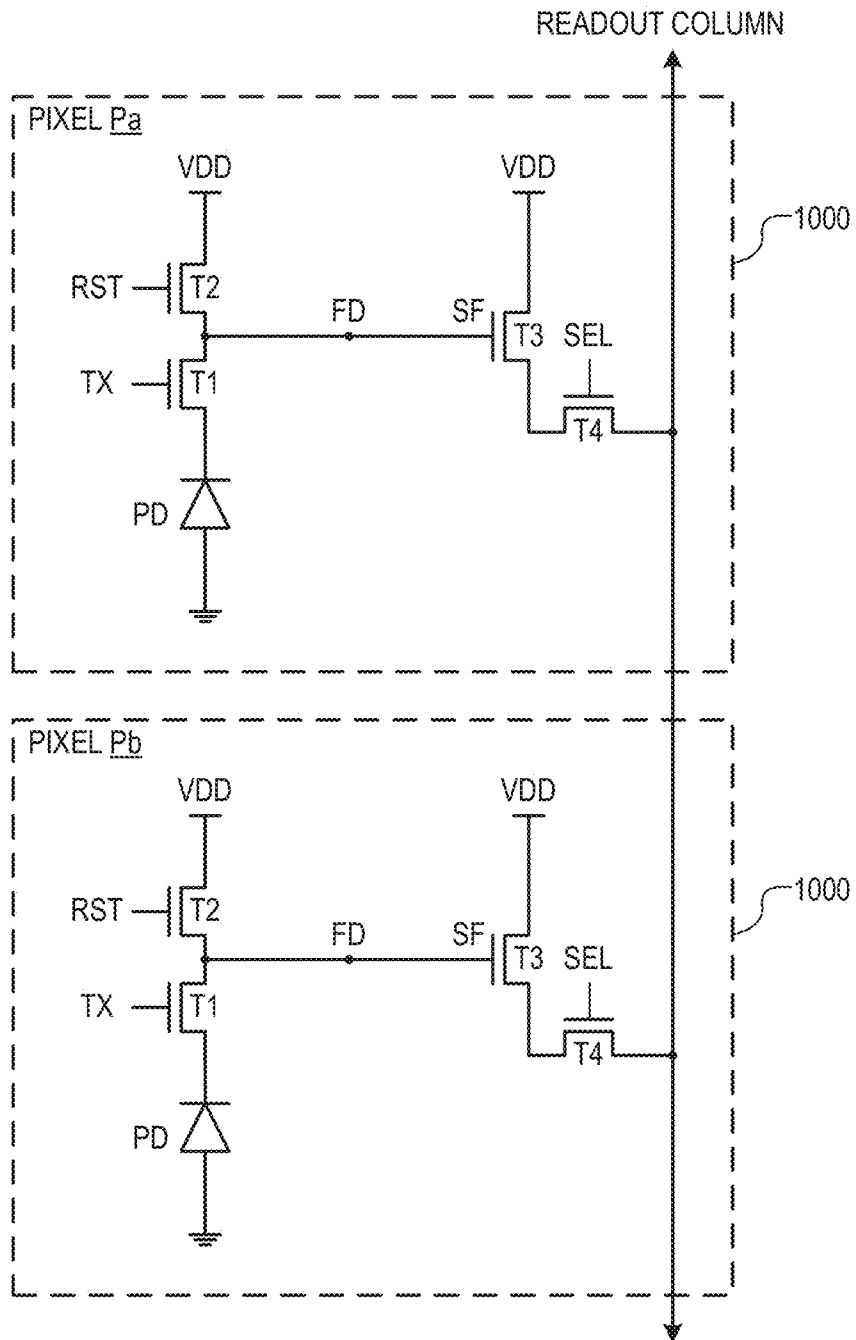 READOUT COLUMN
PIXEL Pa
VDD
VDD
1000
RST
T2
FD
SF
T3
SEL
TX
T1
T4
PD
PIXEL Pb
VDD
VDD
1000
RST
T2
FD
SF
T3
SEL
TX
T1
T4
PD